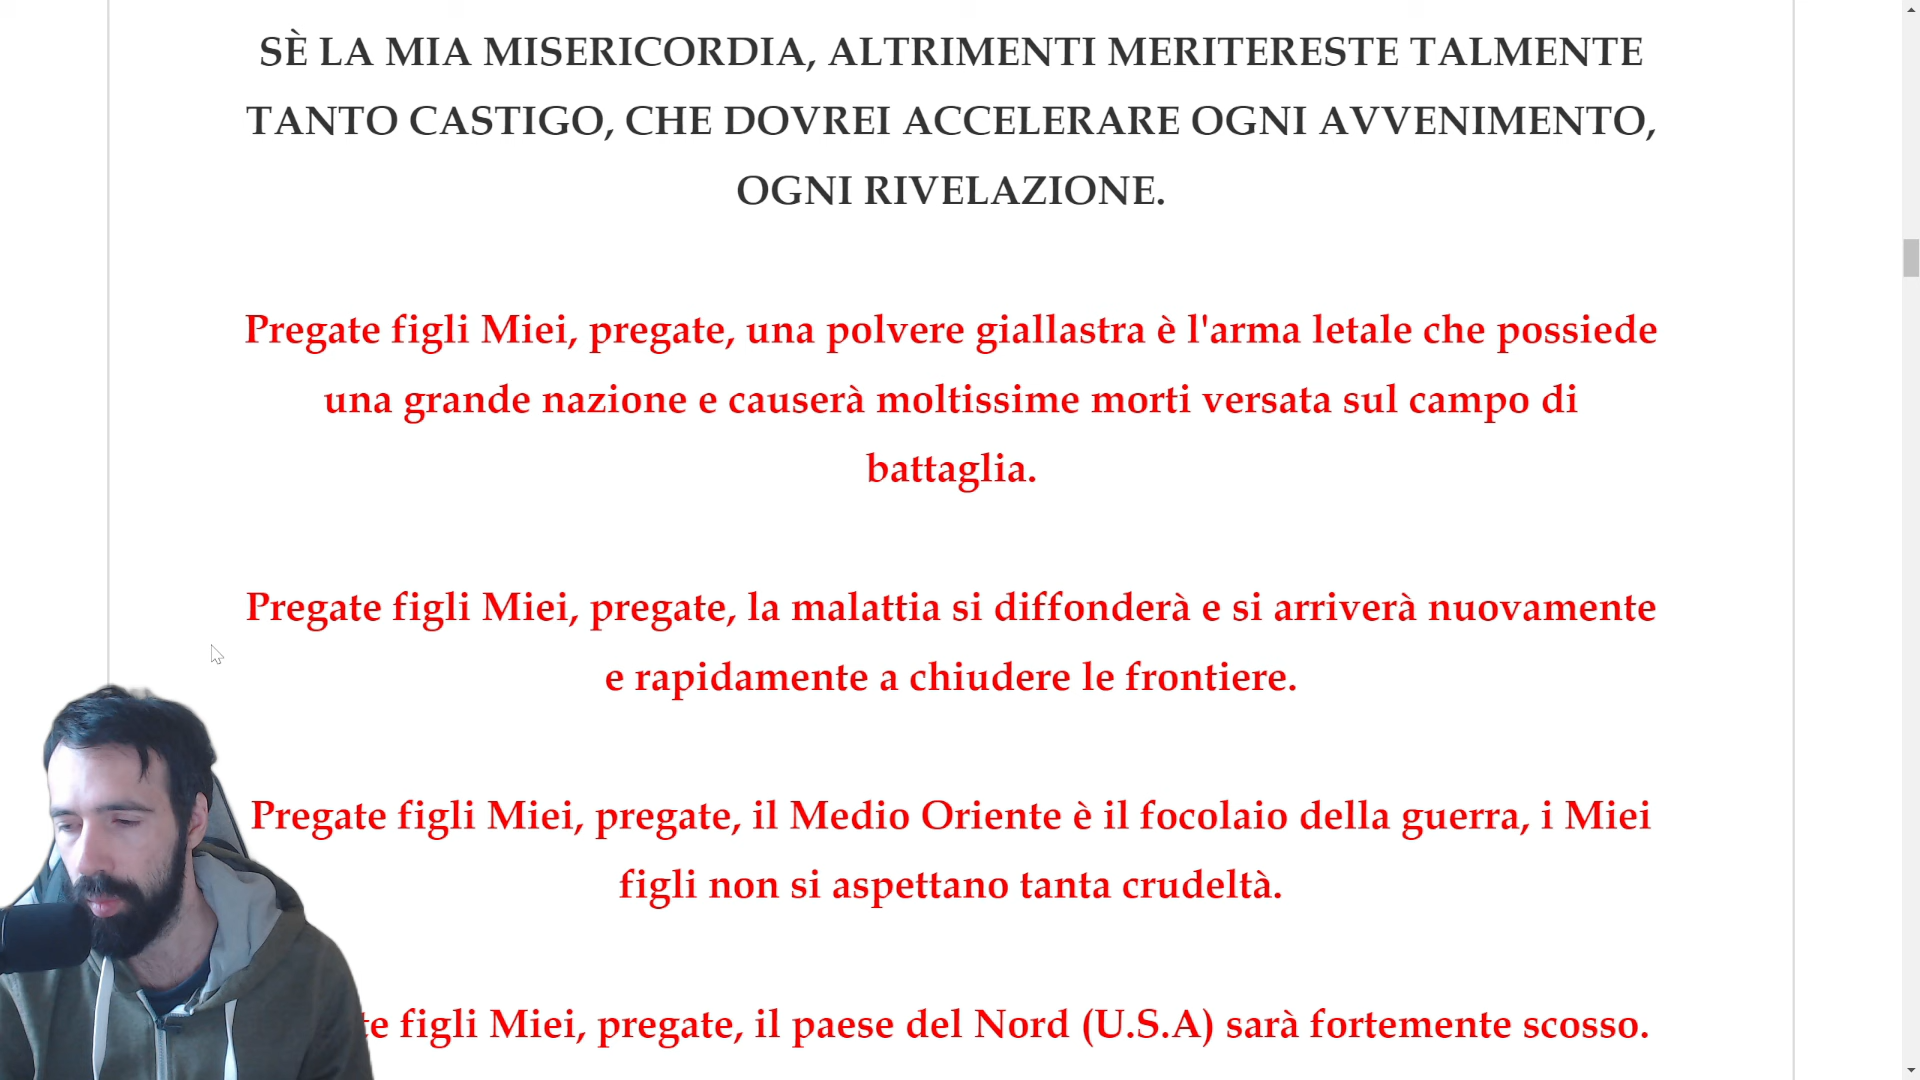 SÈ LA MIA MISERICORDIA, ALTRIMENTI MERITERESTE TALMENTE
TANTO CASTIGO, CHE DOVREI ACCELERARE OGNI AVVENIMENTO,
OGNI RIVELAZIONE.
Pregate figli Miei, pregate, una polvere giallastra è l'arma letale che possiede
una grande nazione e causerà moltissime morti versata sul campo di
battaglia.
Pregate figli Miei, pregate, la malattia si diffonderà e si arriverà nuovamente
e rapidamente a chiudere le frontiere.
Pregate figli Miei, pregate, il Medio Oriente è il focolaio della guerra, i Miei
figli non si aspettano tanta crudeltà.
te figli Miei, pregate, il paese del Nord (U.S.A) sarà fortemente scosso.